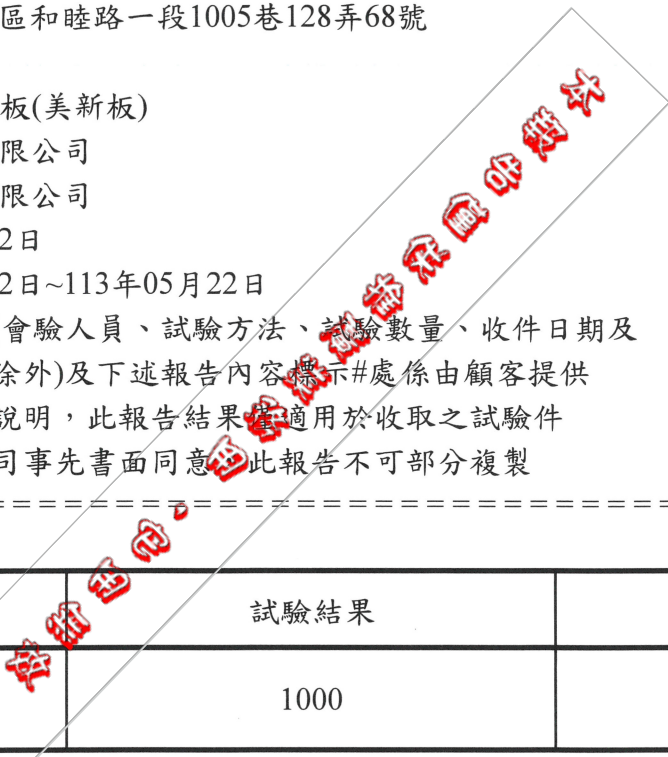 區和睦路一段1005巷128弄68號
板(美新板)
限公司
限公司
2日
2日~113年05月22日
會驗人員、試驗方法、試驗數量、收件日期及
除外)及下述報告內容標示#處係由顧客提供
說明，此報告結果僅適用於收取之試驗件
司事先書面同意，此報告不可部分複製
試驗結果
1000
本報告僅供